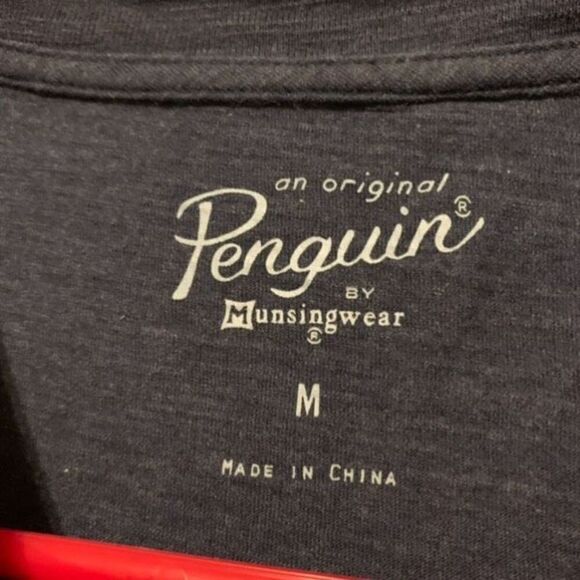 an original
Penguin®
BY
Munsingwear
®
M
MADE IN CHINA